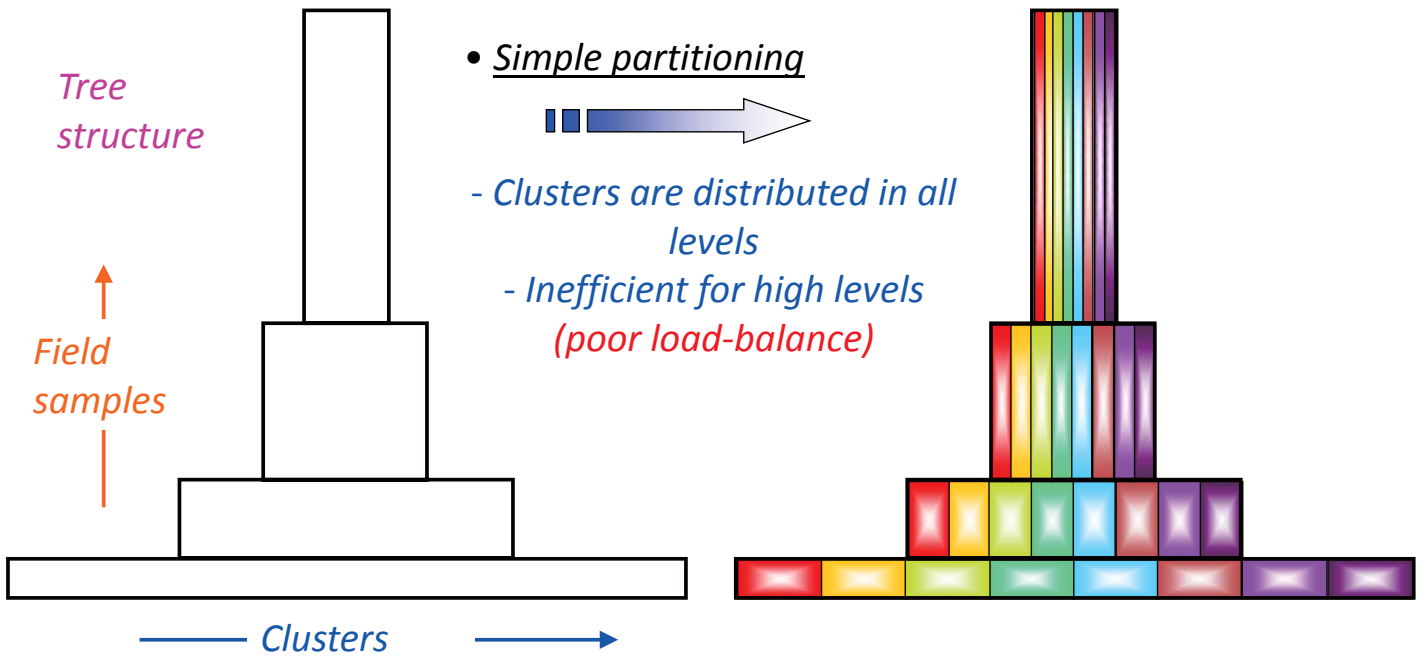 Tree
structure
Field
samples
• Simple partitioning
- Clusters are distributed in all
levels
- Inefficient for high levels
(poor load-balance)
Clusters